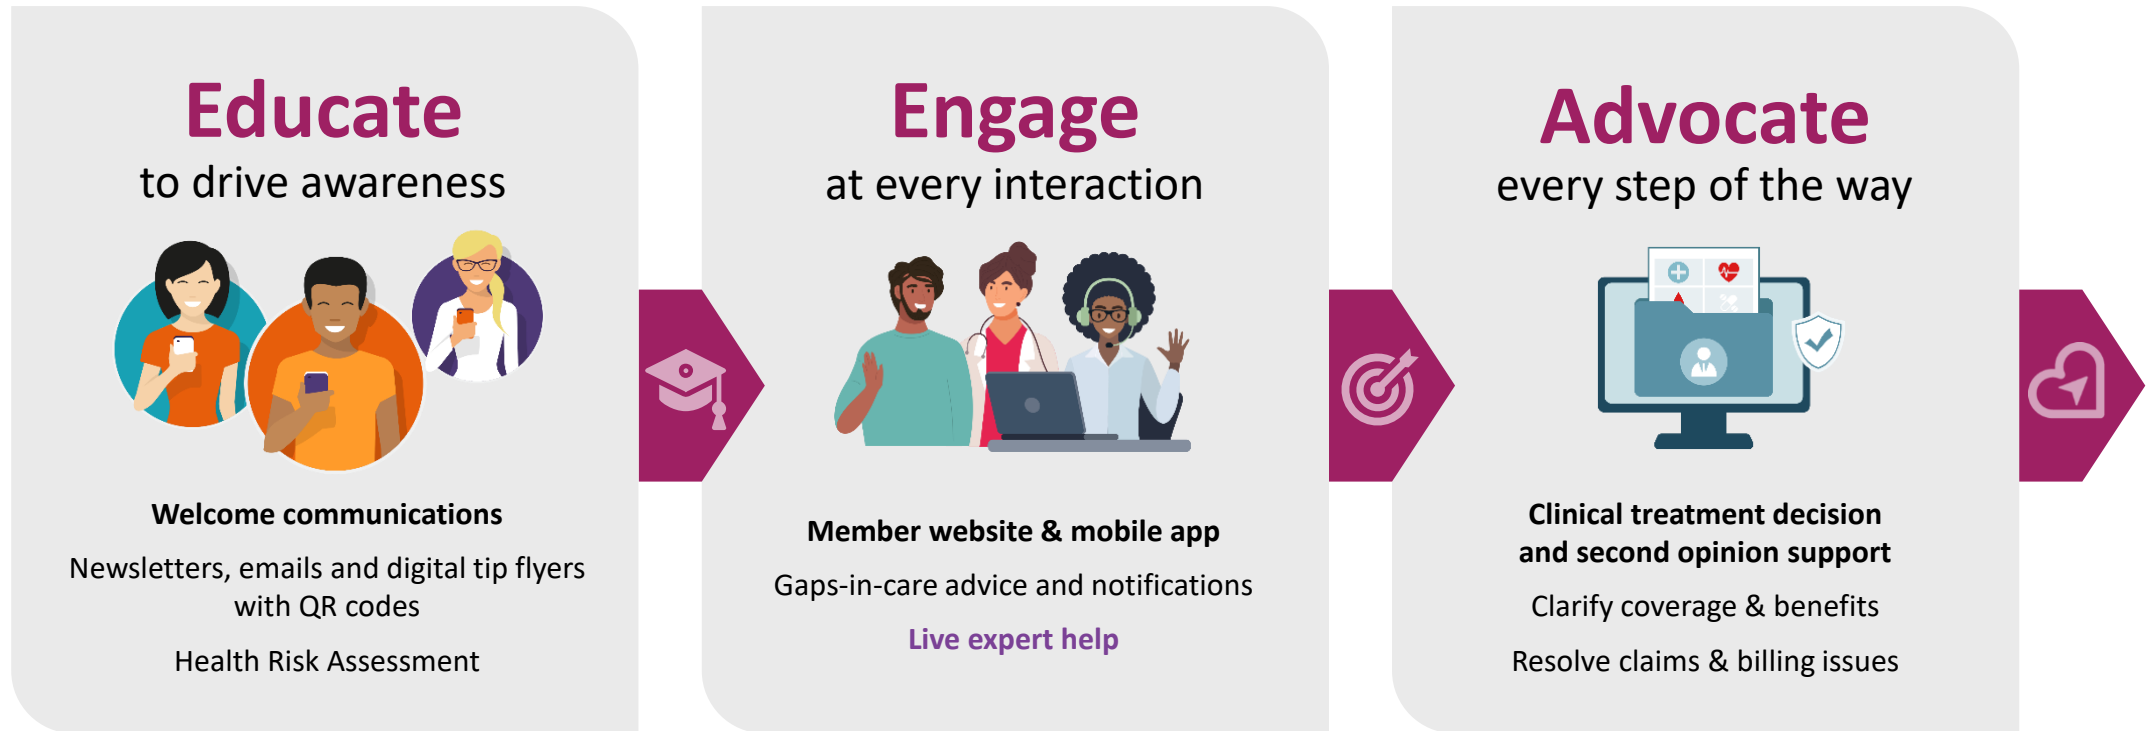 Educate
to drive awareness
Welcome communications
Newsletters, emails and digital tip flyers
with QR codes
Health Risk Assessment
Engage
at every interaction
Member website & mobile app
Gaps-in-care advice and notifications
Live expert help
Advocate
every step of the way
Clinical treatment decision
and second opinion support
Clarify coverage & benefits
Resolve claims & billing issues